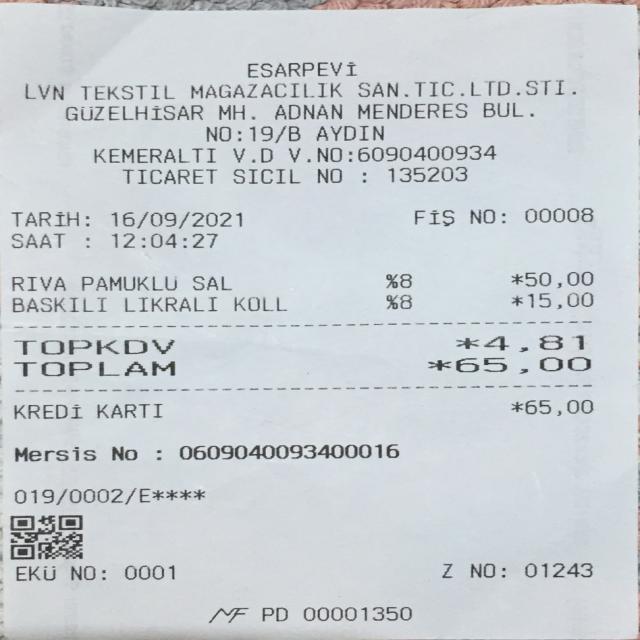 ESARPEVİ
LVN TEKSTIL MAGAZACILIK SAN.TIC.LTD.STI.
GÜZELHİSAR MH. ADNAN MENDERES BUL.
NO:19/B AYDIN
KEMERALTI V.D V.NO:6090400934
TICARET SICIL NO : 135203
TARİH: 16/09/2021 FİŞ NO: 00008
SAAT : 12:04:27
RIVA PAMUKLU SAL %8 *50,00
BASKILI LIKRALI KOLL %8 *15,00
TOPKDV *4,81
TOPLAM *65,00
KREDİ KARTI *65,00
Mersis No : 0609040093400016
019/0002/E****
EKÜ NO: 0001 Z NO: 01243
MF PD 00001350